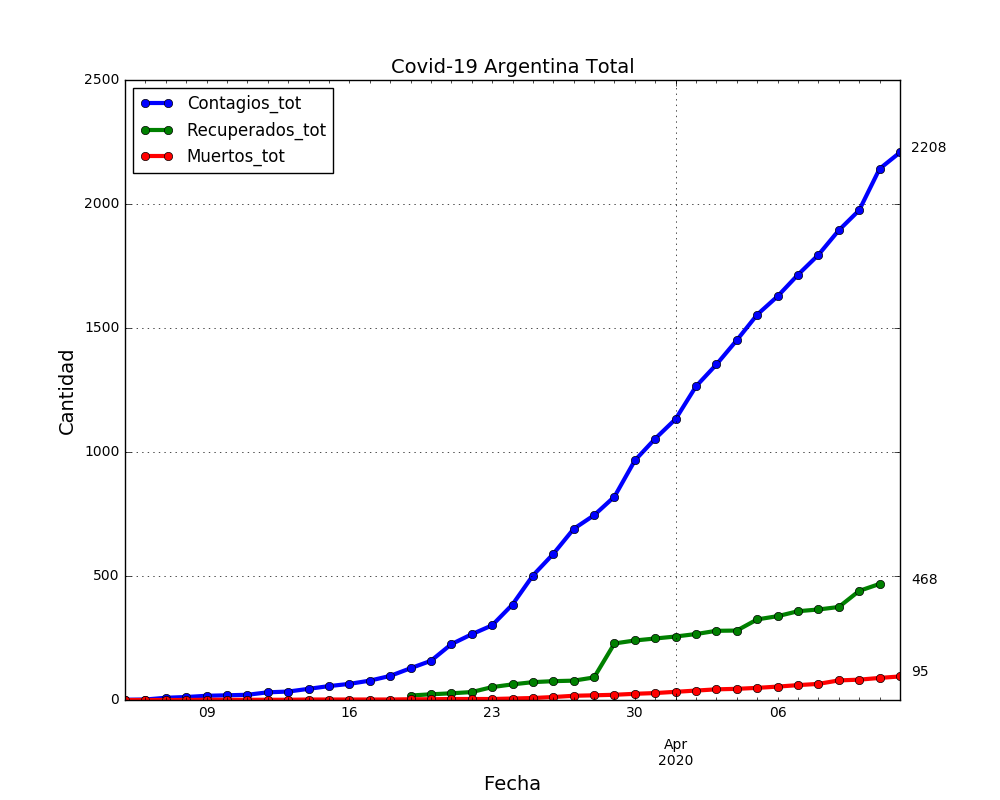 Covid-19 Argentina Total
2500
Contagios_tot
Recuperados_tot
Muertos_tot
2208
2000
1500
Cantidad
1000
500
468
95
0
09
16
23
30
06
Apr
2020
Fecha